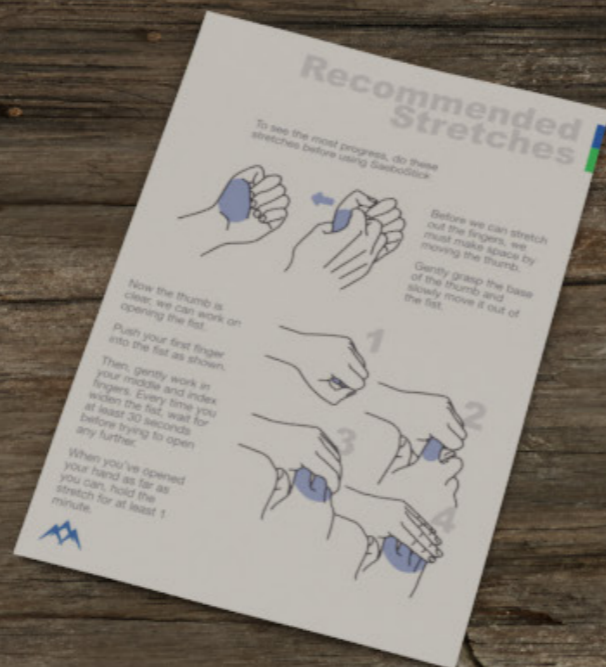 Recommended
Stretches
To see the most progress, do these
stretches before using SaeboStick
Before we can stretch
out the fingers, we
must make space by
moving the thumb.
Gently grasp the base
of the thumb and
slowly move it out of
the fist.
Now the thumb is
clear, we can work on
opening the fist.
Push your first finger
into the fist as shown.
Then, gently work in
your middle and index
fingers. Every time you
widen the fist, wait for
at least 30 seconds
before trying to open
any further.
When you've opened
your hand as far as
you can, hold the
stretch for at least 1
minute.
1
2
3
4